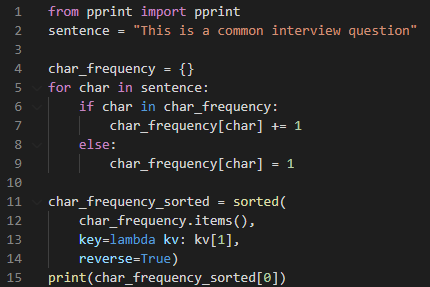 1 from pprint import pprint
2 sentence = "This is a common interview question"
3
4 char_frequency = {}
5 for char in sentence:
6     if char in char_frequency:
7         char_frequency[char] += 1
8     else:
9         char_frequency[char] = 1
10
11 char_frequency_sorted = sorted(
12     char_frequency.items(),
13     key=lambda kv: kv[1],
14     reverse=True)
15 print(char_frequency_sorted[0])